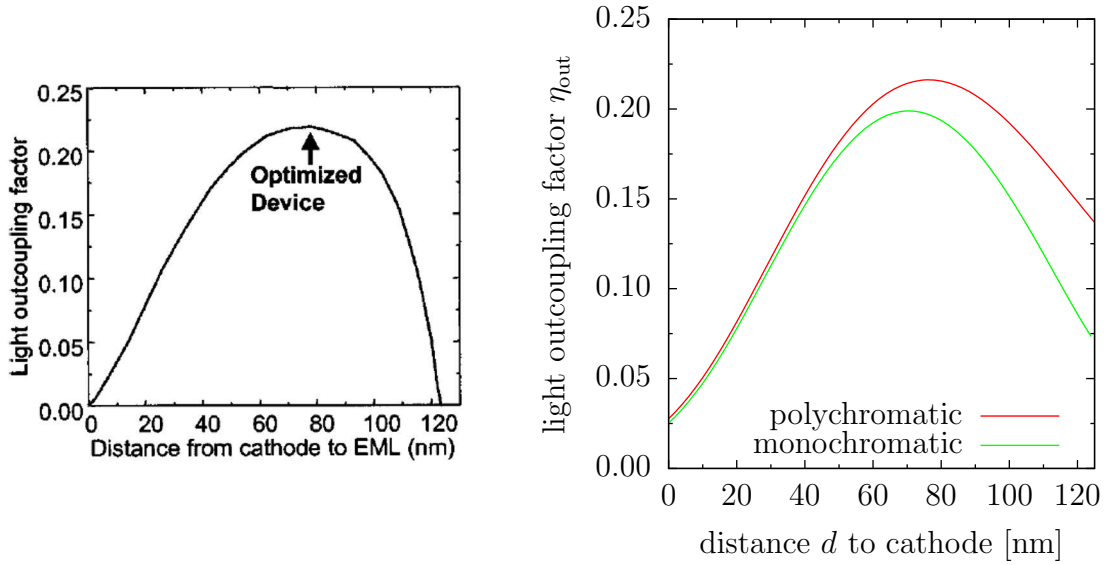 0.25
0.20
0.15
0.10
0.05
0.00
Light outcoupling factor
Optimized
Device
0 20 40 60 80 100 120
Distance from cathode to EML (nm)
0.25
0.20
0.15
0.10
0.05
0.00
light outcoupling factor ηout
polychromatic
monochromatic
0 20 40 60 80 100 120
distance d to cathode [nm]